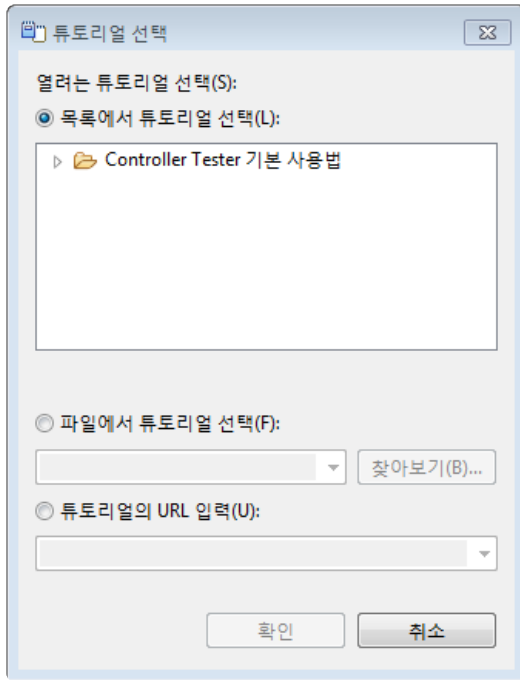 튜토리얼 선택
열려는 튜토리얼 선택(S):
목록에서 튜토리얼 선택(L):
Controller Tester 기본 사용법
파일에서 튜토리얼 선택(F):
찾아보기(B)...
튜토리얼의 URL 입력(U):
확인 취소